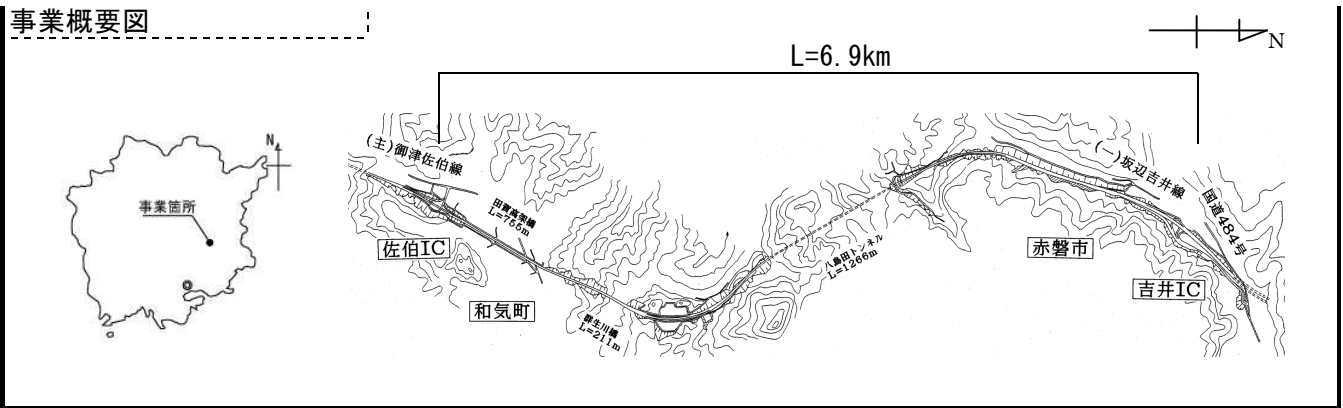 事業概要図
N
L=6.9km
N
事業箇所
(主)御津佐伯線
田賀高架橋
L=755m
佐伯IC
和気町
L=211m
八島田トンネル
L=1266m
(一)坂辺吉井線
国道484号
赤磐市
吉井IC